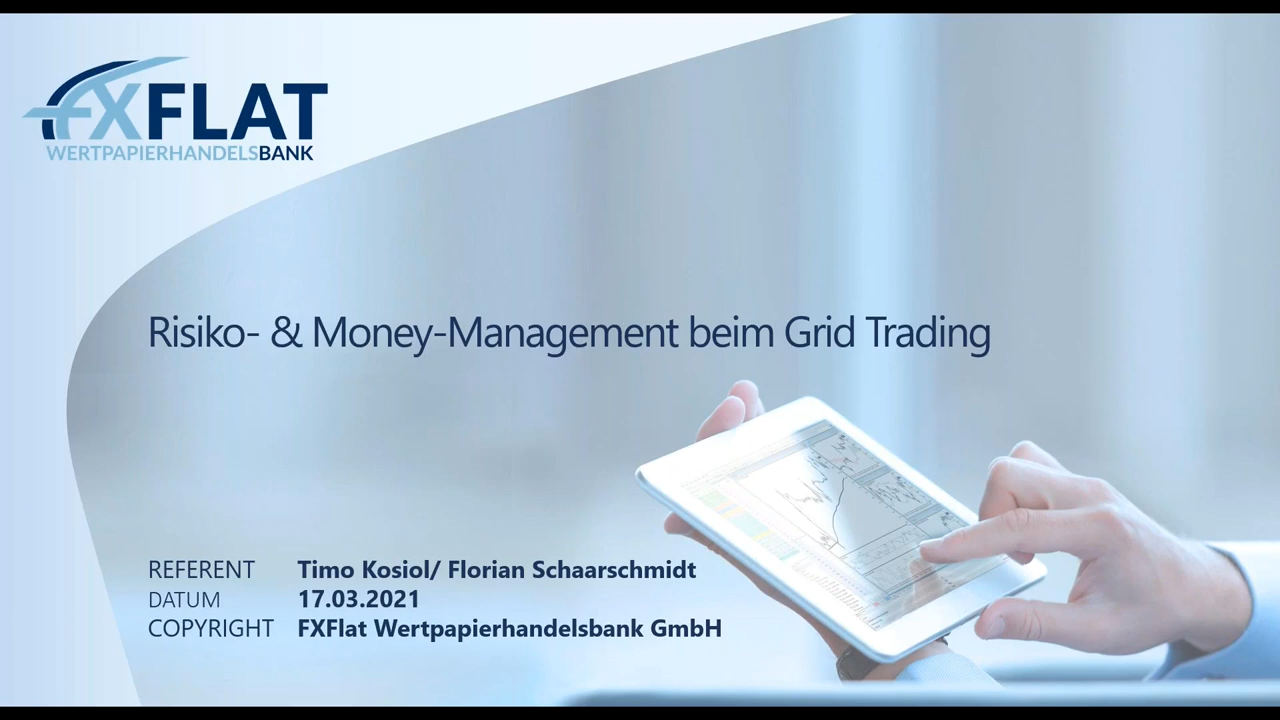 FXFLAT
WERTPAPIERHANDELSBANK
Risiko- & Money-Management beim Grid Trading
REFERENT Timo Kosiol/ Florian Schaarschmidt
DATUM 17.03.2021
COPYRIGHT FXFlat Wertpapierhandelsbank GmbH